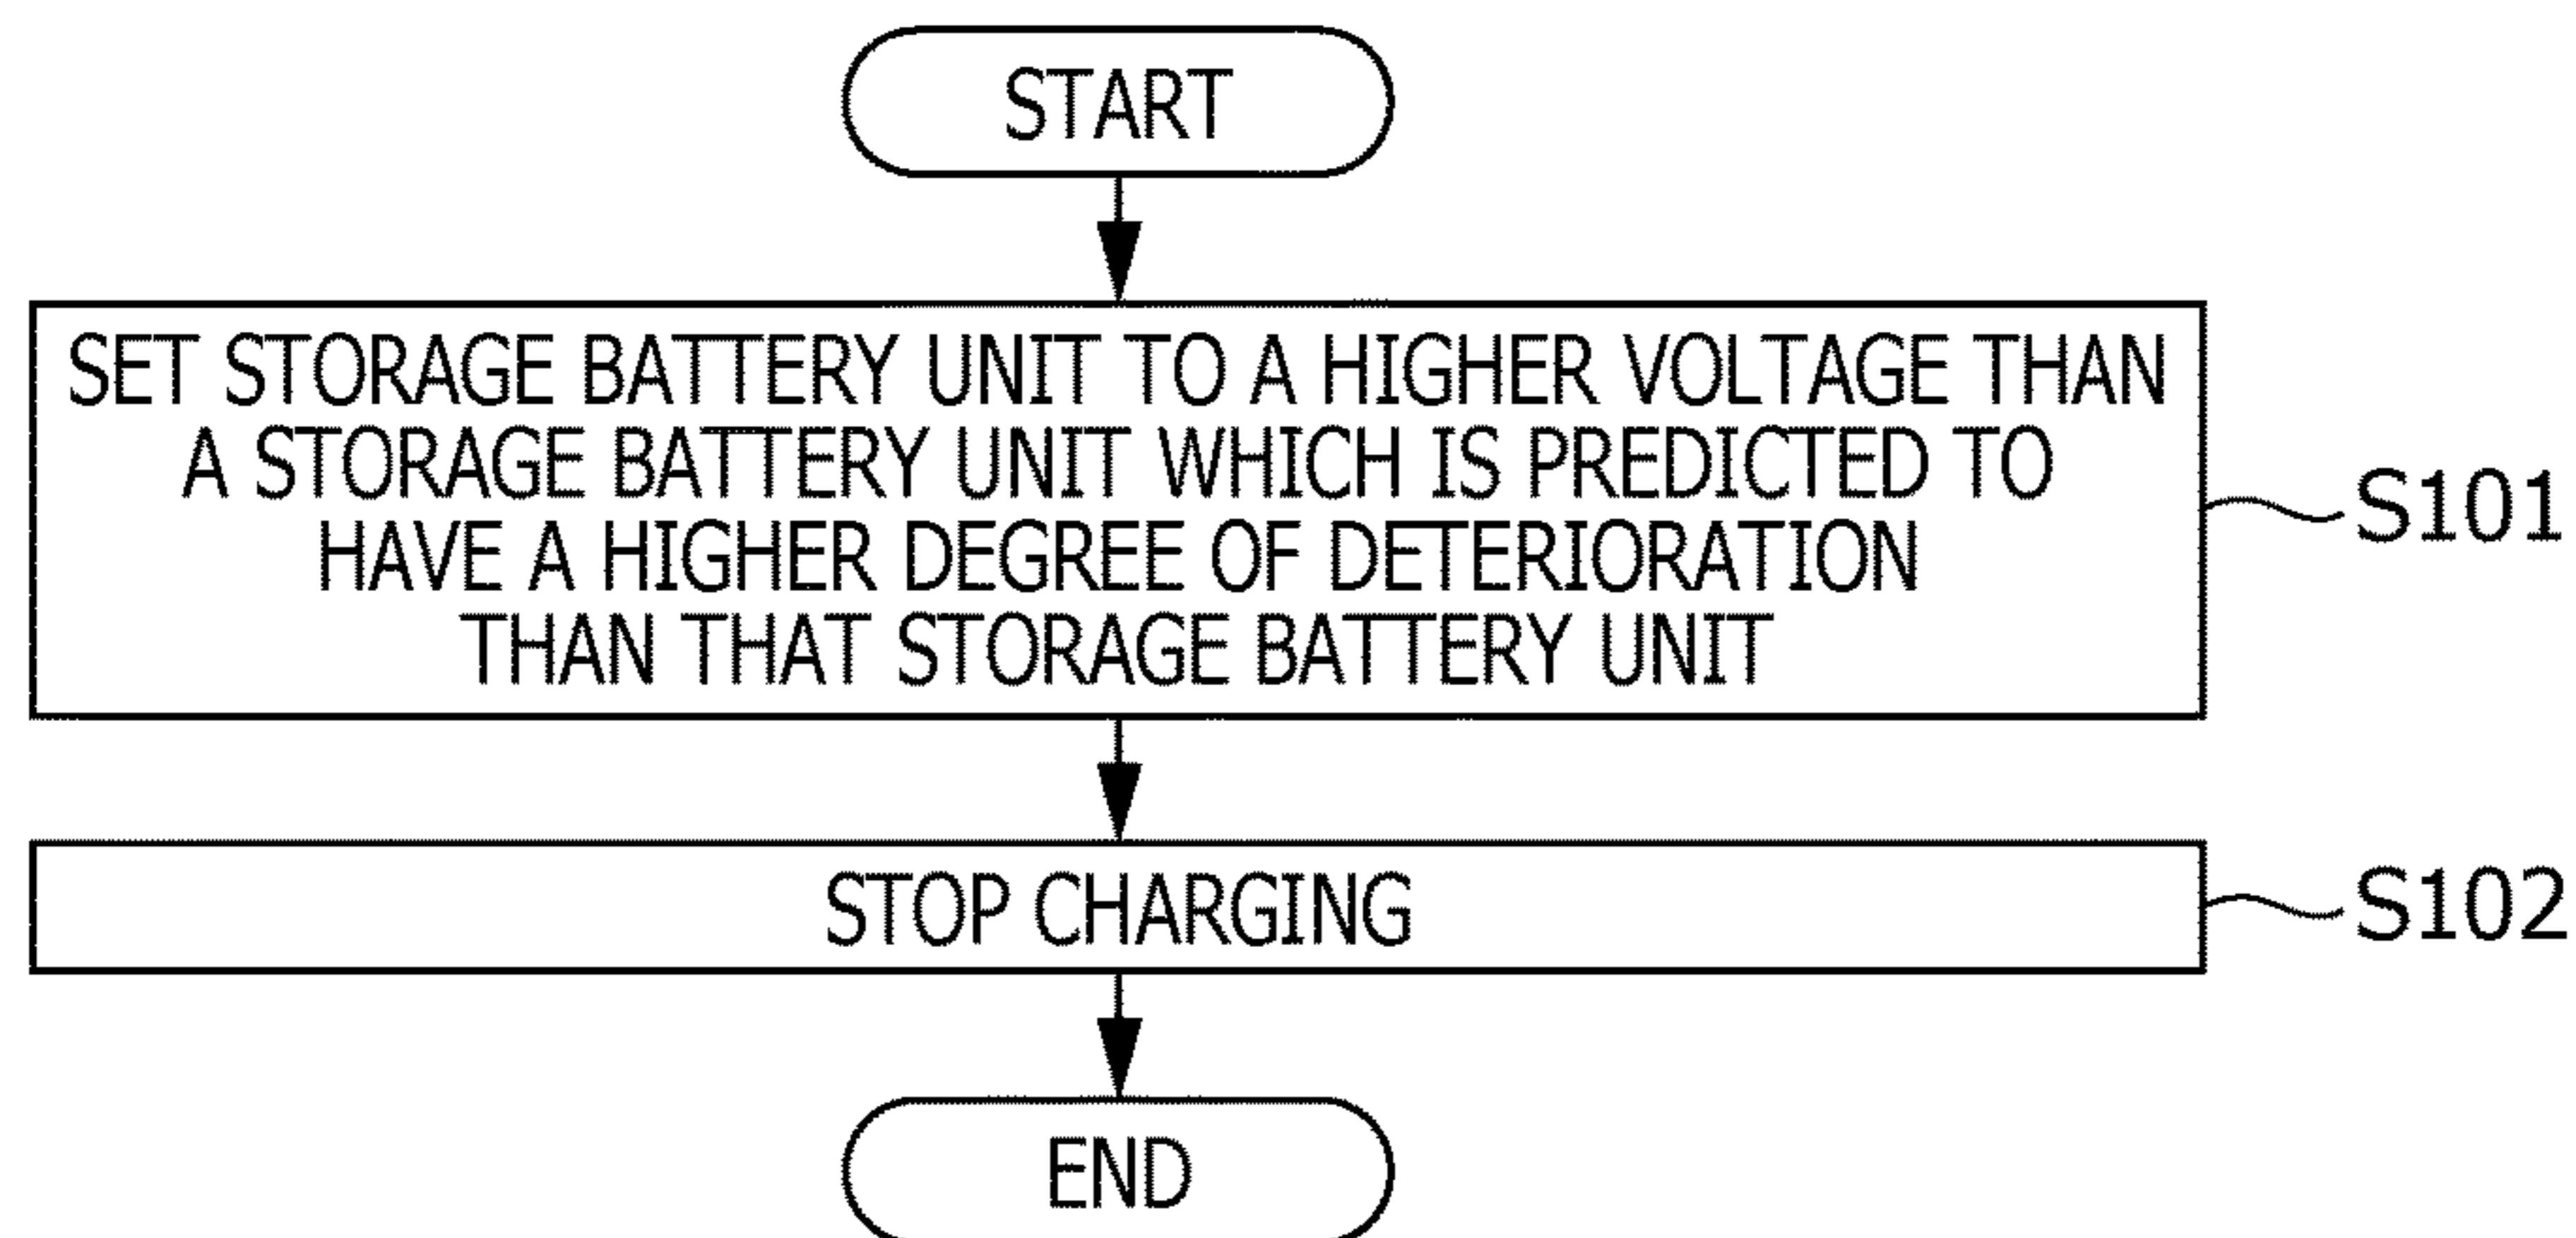 START
SET STORAGE BATTERY UNIT TO A HIGHER VOLTAGE THAN
A STORAGE BATTERY UNIT WHICH IS PREDICTED TO
HAVE A HIGHER DEGREE OF DETERIORATION
THAN THAT STORAGE BATTERY UNIT
S101
STOP CHARGING
S102
END